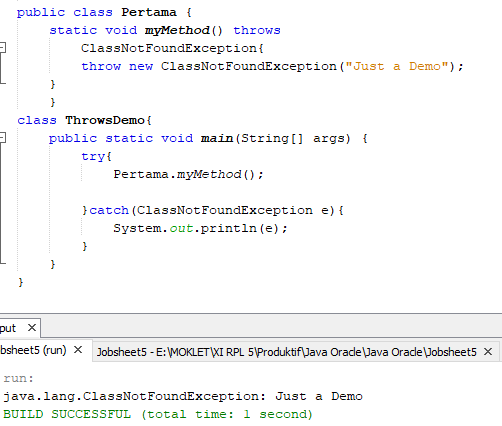 public class Pertama {
static void myMethod() throws
ClassNotFoundException{
throw new ClassNotFoundException("Just a Demo");
}
}
class ThrowsDemo{
public static void main(String[] args) {
try{
Pertama.myMethod();
}catch(ClassNotFoundException e){
System.out.println(e);
}
}
}
put X
bsheet5 (run) X Jobsheet5 - E:\MOKLET\XI RPL 5\Produktif\Java Oracle\Java Oracle\Jobsheet5 X
run:
java.lang.ClassNotFoundException: Just a Demo
BUILD SUCCESSFUL (total time: 1 second)